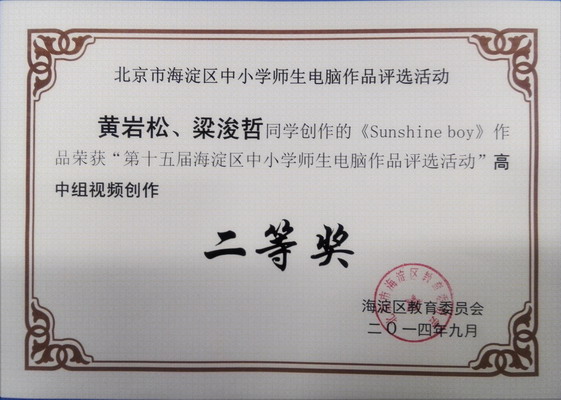 北京市海淀区中小学师生电脑作品评选活动
黄岩松、梁浚哲同学创作的《Sunshine boy》作
品荣获“第十五届海淀区中小学师生电脑作品评选活动”高
中组视频创作
二等奖
海淀区教育委员会
二〇一四年九月